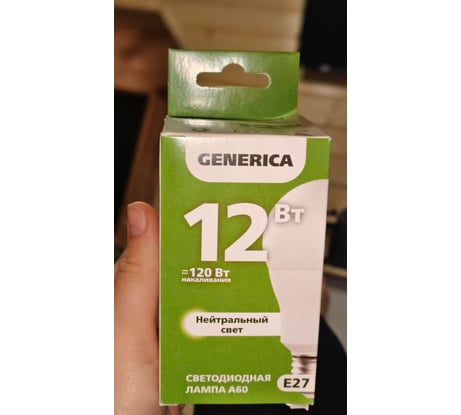 GENERICA
12 Вт
=120 Вт
накаливания
Нейтральный
свет
СВЕТОДИОДНАЯ
ЛАМПА А60
E27